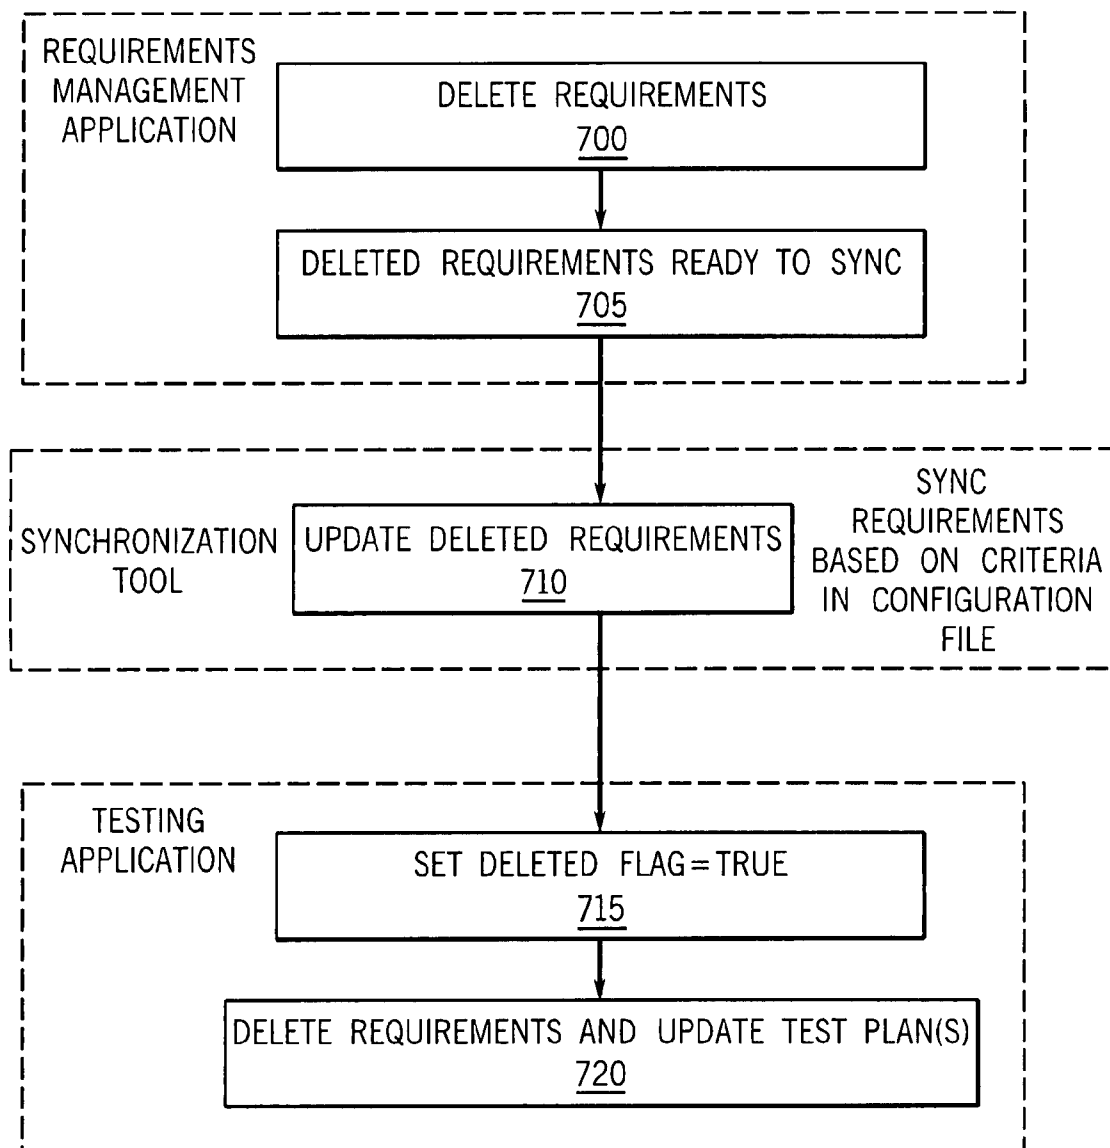 REQUIREMENTS
MANAGEMENT
APPLICATION
DELETE REQUIREMENTS
700
DELETED REQUIREMENTS READY TO SYNC
705
SYNCHRONIZATION
TOOL
UPDATE DELETED REQUIREMENTS
710
SYNC
REQUIREMENTS
BASED ON CRITERIA
IN CONFIGURATION
FILE
TESTING
APPLICATION
SET DELETED FLAG=TRUE
715
DELETE REQUIREMENTS AND UPDATE TEST PLAN(S)
720